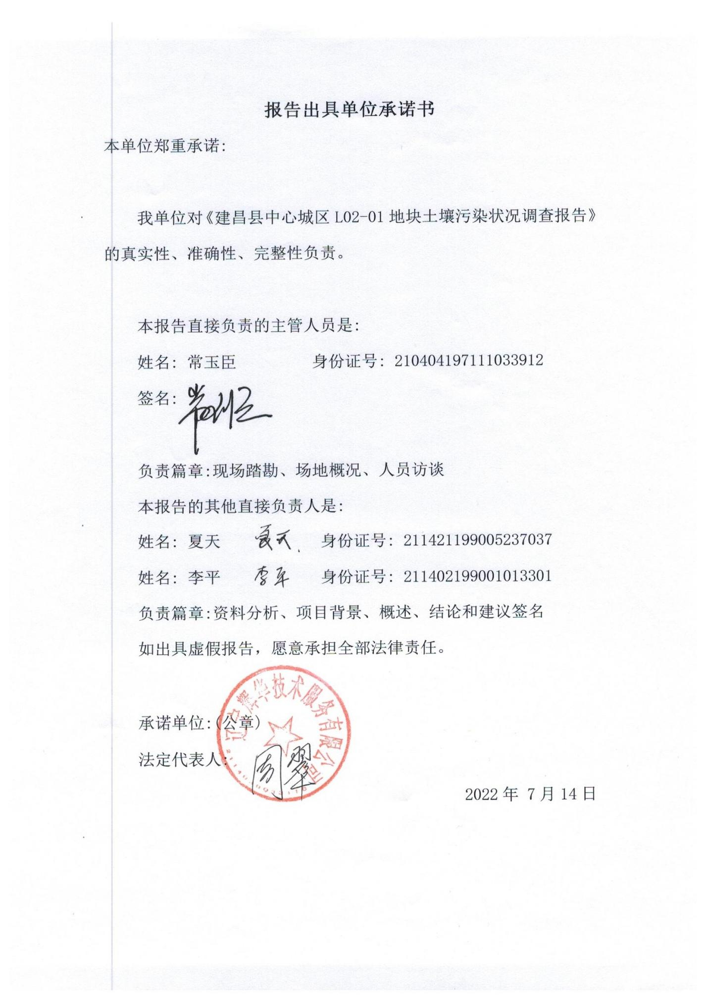 报告出具单位承诺书
本单位郑重承诺:
我单位对《建昌县中心城区 L02-01 地块土壤污染状况调查报告》
的真实性、准确性、完整性负责。
本报告直接负责的主管人员是:
姓名: 常玉臣 身份证号: 210404197111033912
签名: 常玉臣
负责篇章:现场踏勘、场地概况、人员访谈
本报告的其他直接负责人是:
姓名: 夏天 夏天 身份证号: 211421199005237037
姓名: 李平 李平 身份证号: 211402199001013301
负责篇章:资料分析、项目背景、概述、结论和建议签名
如出具虚假报告，愿意承担全部法律责任。
辽宁辉华技术服务有限公司
承诺单位:(公章)
法定代表人: 周翠
2022 年 7 月 14 日